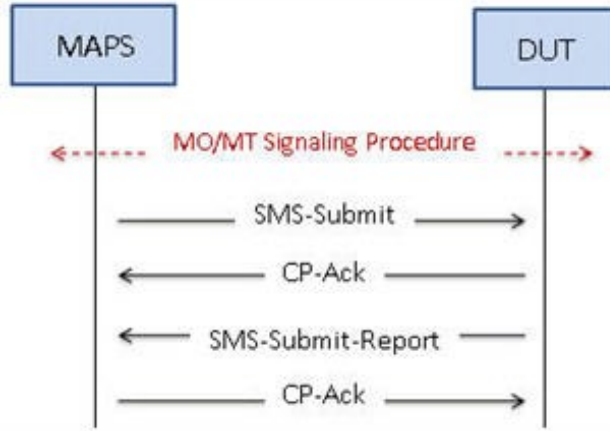 MAPS
DUT
MO/MT Signaling Procedure
SMS-Submit
CP-Ack
SMS-Submit-Report
CP-Ack